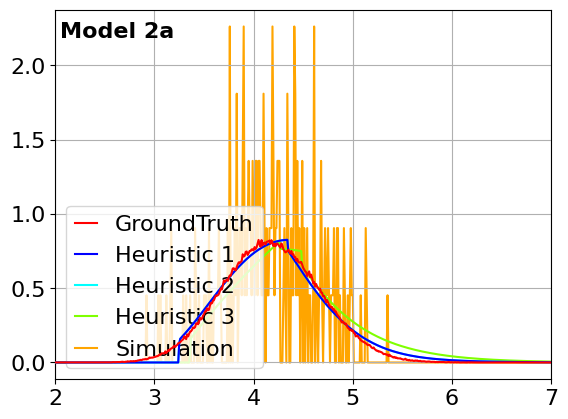 Model 2a
2.0
1.5
1.0
0.5
0.0
GroundTruth
Heuristic 1
Heuristic 2
Heuristic 3
Simulation
2 3 4 5 6 7